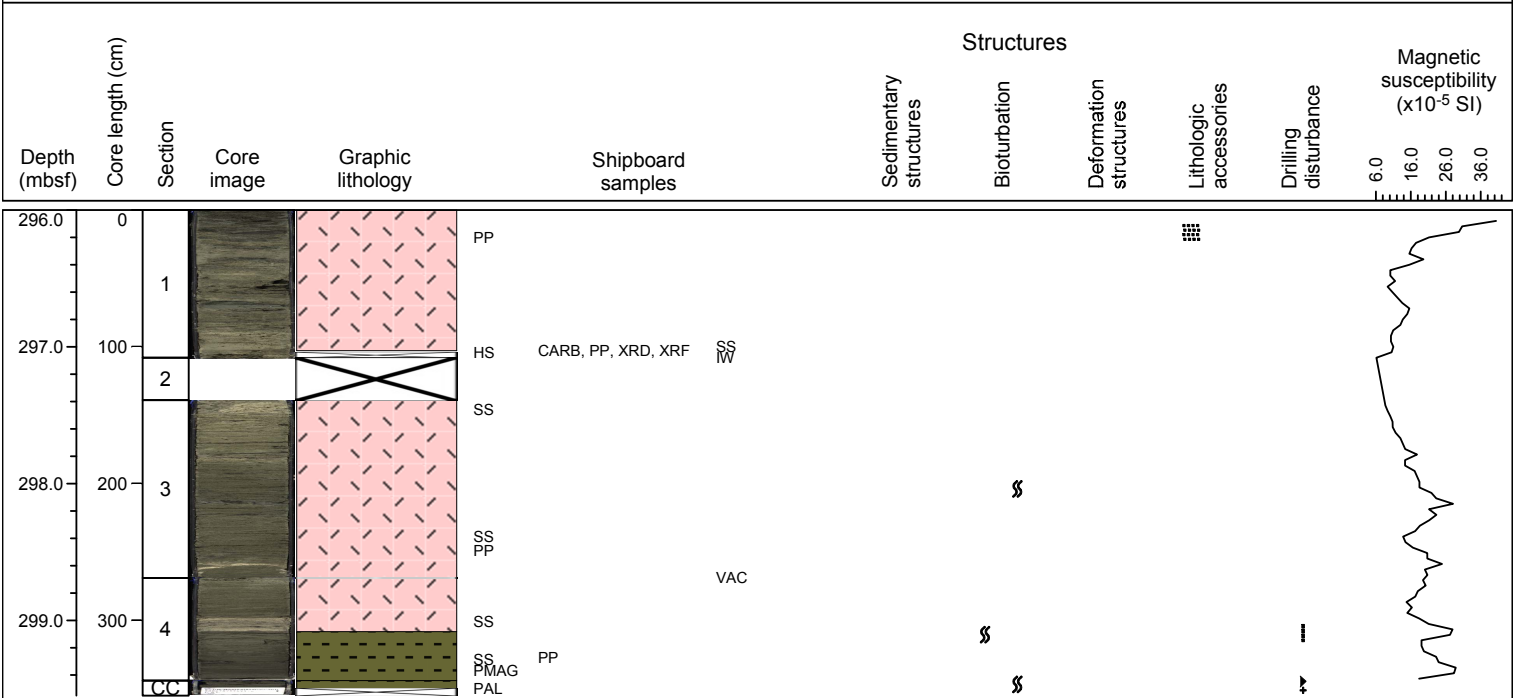 Structures
Depth
(mbsf)
Core length (cm)
Section
Core
image
Graphic
lithology
Shipboard
samples
Sedimentary
structures
Bioturbation
Deformation
structures
Lithologic
accessories
Drilling
disturbance
Magnetic
susceptibility
(x10-5 SI)
6.0 16.0 26.0 36.0
296.0 0
PP
1
297.0 100
HS CARB, PP, XRD, XRF SS
IW
2
SS
298.0 200 3
SS
PP
VAC
299.0 300 SS
4
SS PP
PMAG
CC PAL